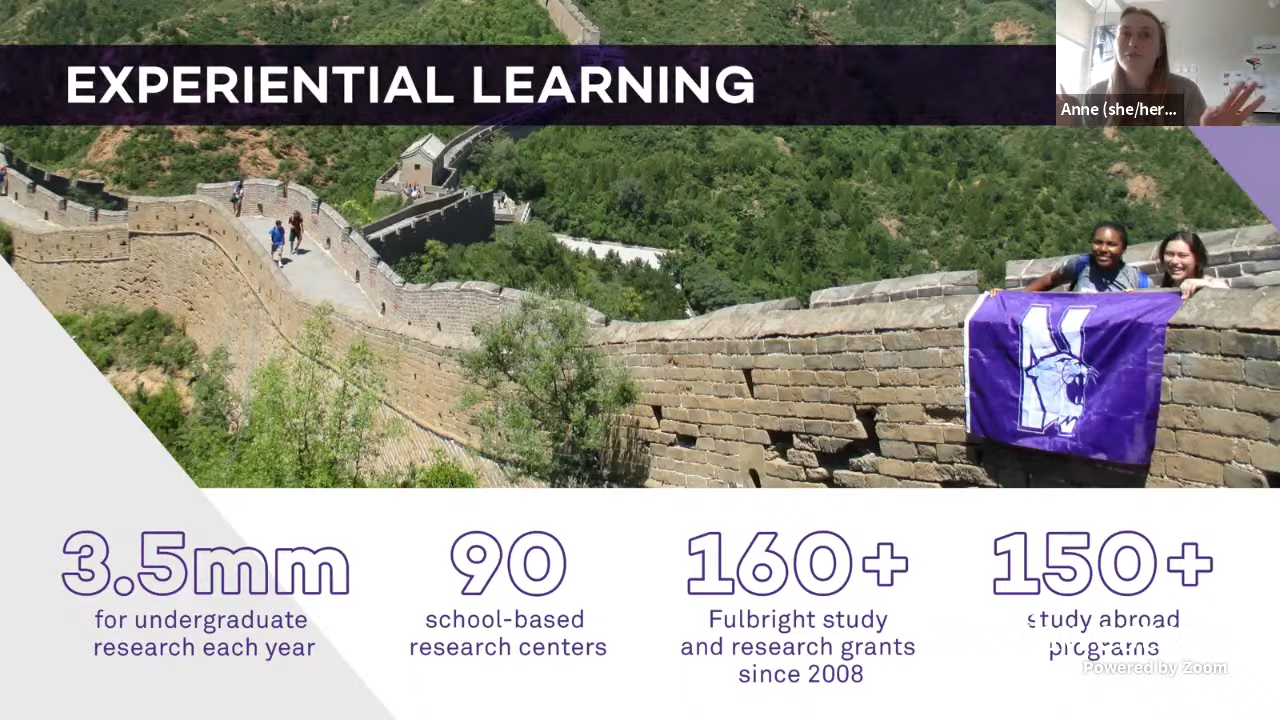 EXPERIENTIAL LEARNING
Anne (she/her...
N
3.5mm
for undergraduate
research each year
90
school-based
research centers
160+
Fulbright study
and research grants
since 2008
150+
study abroad
programs
Powered by Zoom